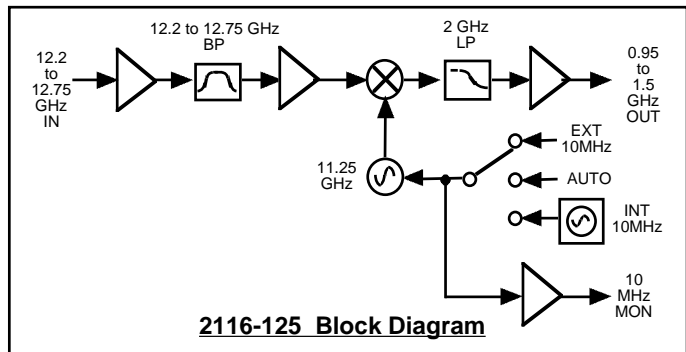 12.2 to 12.75 GHz
BP
2 GHz
LP
12.2
to
12.75
GHz
IN
0.95
to
1.5
GHz
OUT
11.25
GHz
EXT
10MHz
AUTO
INT
10MHz
10
MHz
MON
2116-125 Block Diagram